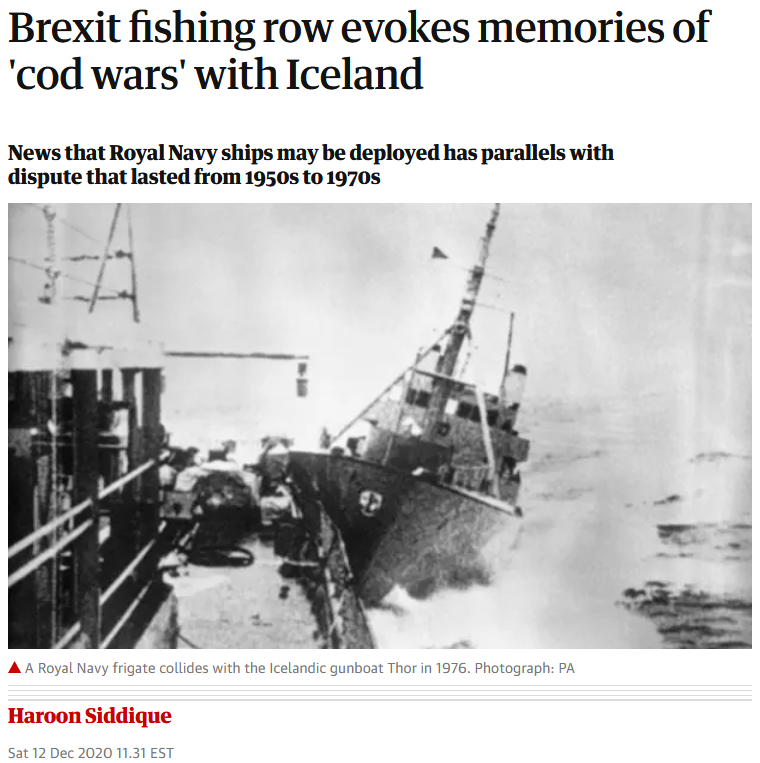 Brexit fishing row evokes memories of
'cod wars' with Iceland
News that Royal Navy ships may be deployed has parallels with
dispute that lasted from 1950s to 1970s
A Royal Navy frigate collides with the Icelandic gunboat Thor in 1976. Photograph: PA
Haroon Siddique
Sat 12 Dec 2020 11.31 EST